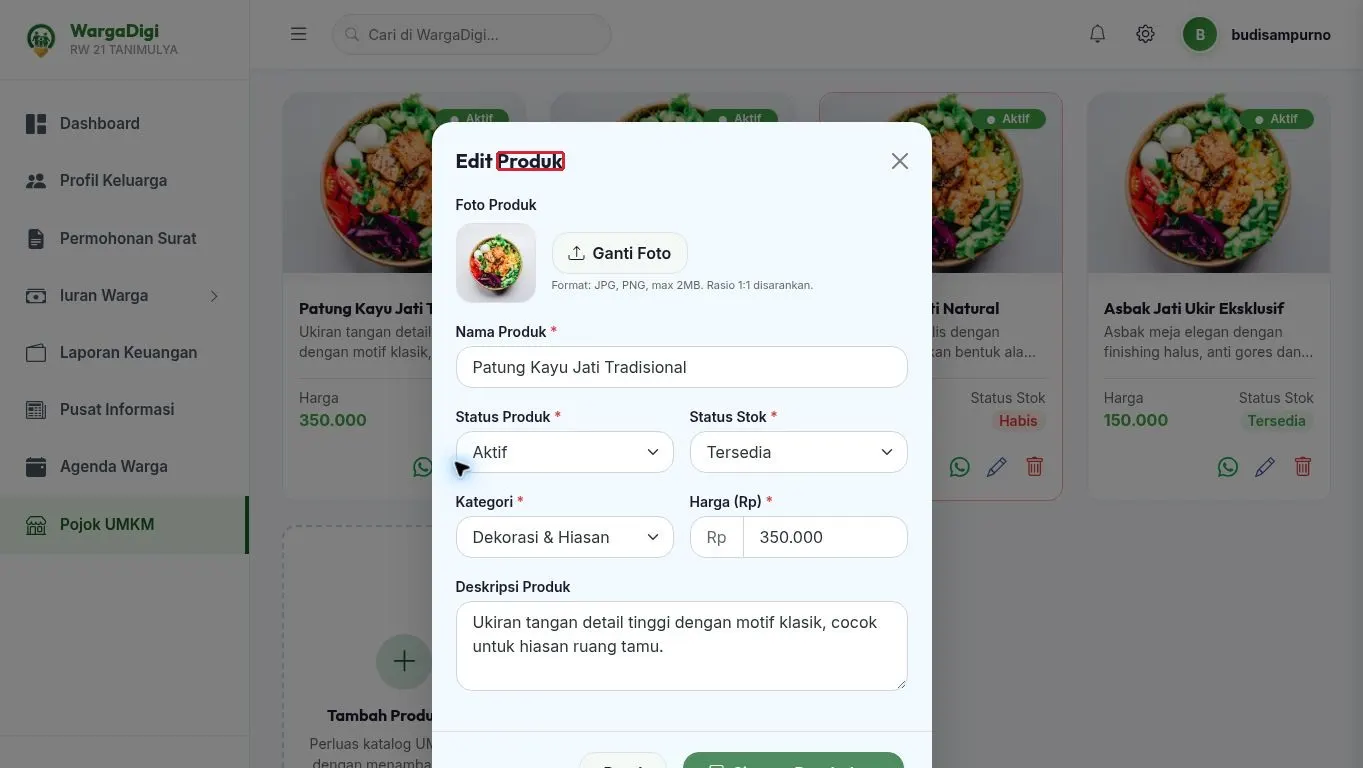 WargaDigi
RW 21 TANIMULYA
Cari di WargaDigi...
B
budisampurno
Dashboard
Profil Keluarga
Permohonan Surat
Iuran Warga
Laporan Keuangan
Pusat Informasi
Agenda Warga
Pojok UMKM
Aktif
Aktif
Aktif
Aktif
Patung Kayu Jati T
Ukiran tangan detail
dengan motif klasik,
Harga
350.000
ti Natural
lis dengan
kan bentuk ala...
Status Stok
Habis
Asbak Jati Ukir Eksklusif
Asbak meja elegan dengan
finishing halus, anti gores dan...
Harga
Status Stok
150.000
Tersedia
Tambah Produ
Perluas katalog UM
dengan menamba
Edit Produk
Foto Produk
Ganti Foto
Format: JPG, PNG, max 2MB. Rasio 1:1 disarankan.
Nama Produk *
Patung Kayu Jati Tradisional
Status Produk *
Status Stok *
Aktif
Tersedia
Kategori *
Harga (Rp) *
Dekorasi & Hiasan
Rp 350.000
Deskripsi Produk
Ukiran tangan detail tinggi dengan motif klasik, cocok
untuk hiasan ruang tamu.